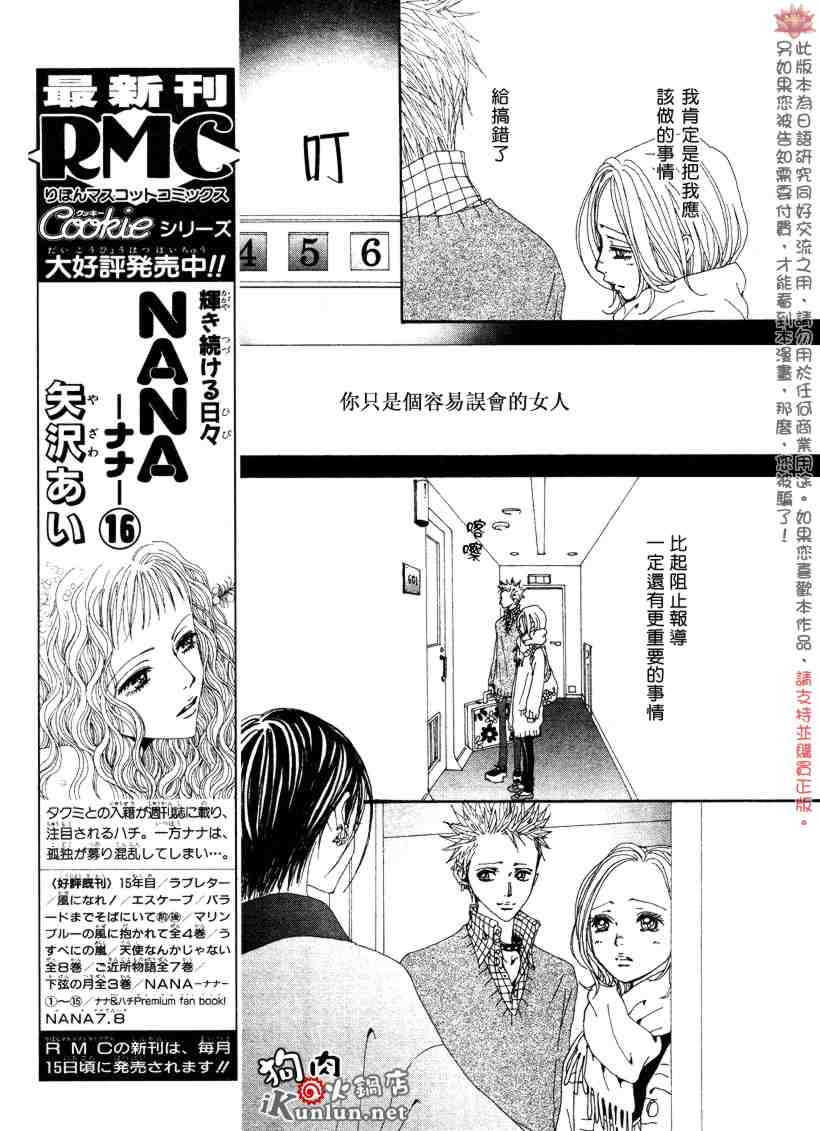 我肯定是把我應
該做的事情
給搞錯了
叮
4 5 6
你只是個容易誤會的女人
比起阻止報導
一定還有更重要的事情
喀嚓
601
最新刊
RMC
りぼんマスコットコミックス
Cookieシリーズ
大好評発売中!!
輝き続ける日々
NANA
ーナナー
⑯
矢沢あい
タクミとの入籍が週刊誌に載り、
注目されるハチ。一方ナナは、
孤独が募り混乱してしまい…。
〈好評既刊〉15年目/ラブレター
/風になれ!/エスケープ/パラ
ードまでそばにいて前後/マリン
ブルーの風に抱かれて全4巻/う
すべにの嵐/天使なんかじゃない
全8巻/ご近所物語全7巻/
下弦の月全3巻/NANAーナナー
①〜⑮/ナナ&ハチPremium fan book!
NANA7.8
RMCの新刊は、毎月
15日頃に発売されます!!
此版本為日語研究同好交流之用，請勿用於任何商業用途。如果您喜歡本作品，請支持並購買正版。
另如果您被告知需要付費，才能看到本漫畫，那麼，您被騙了！
狗肉火鍋店
iKunlun.net